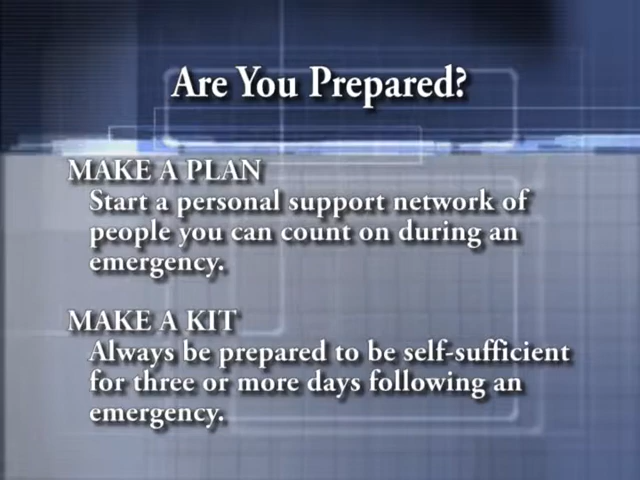 Are You Prepared?
MAKE A PLAN
Start a personal support network of
people you can count on during an
emergency.
MAKE A KIT
Always be prepared to be self-sufficient
for three or more days following an
emergency.